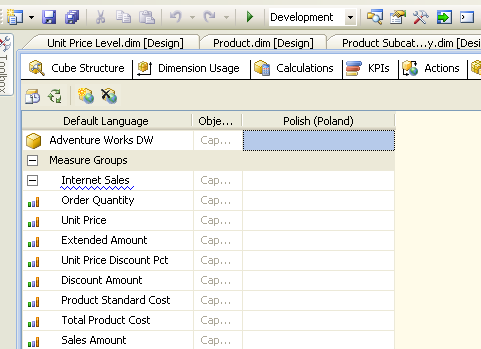 Development
Unit Price Level.dim [Design] Product.dim [Design] Product Subcat...y.dim [Design]
Toolbox
Cube Structure Dimension Usage Calculations KPIs Actions
Default Language Obje... Polish (Poland)
Adventure Works DW Cap...
Measure Groups
Internet Sales Cap...
Order Quantity Cap...
Unit Price Cap...
Extended Amount Cap...
Unit Price Discount Pct Cap...
Discount Amount Cap...
Product Standard Cost Cap...
Total Product Cost Cap...
Sales Amount Cap...